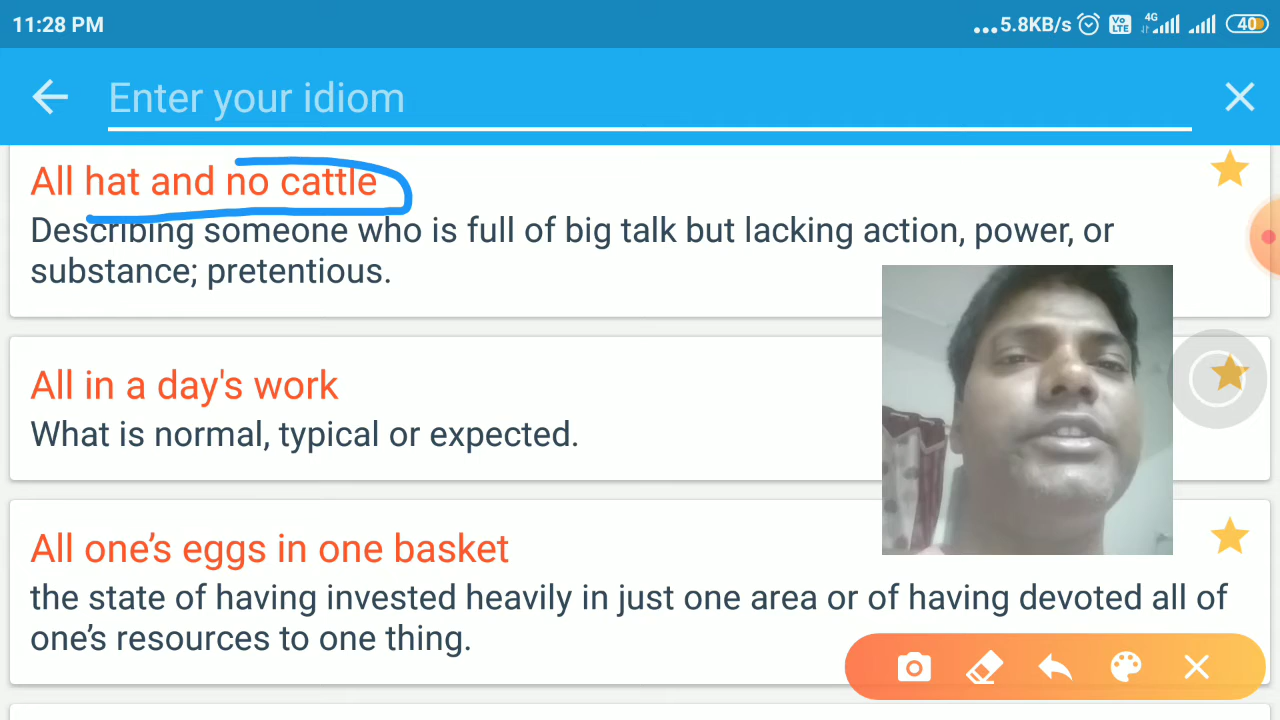 11:28 PM
...5.8KB/s Vo LTE 4G 40
Enter your idiom
All hat and no cattle
Describing someone who is full of big talk but lacking action, power, or
substance; pretentious.
All in a day's work
What is normal, typical or expected.
All one’s eggs in one basket
the state of having invested heavily in just one area or of having devoted all of
one’s resources to one thing.